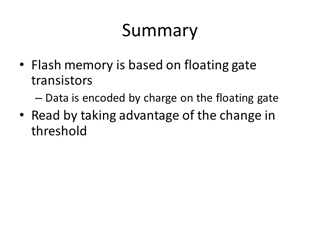 Summary
• Flash memory is based on floating gate
transistors
– Data is encoded by charge on the floating gate
• Read by taking advantage of the change in
threshold